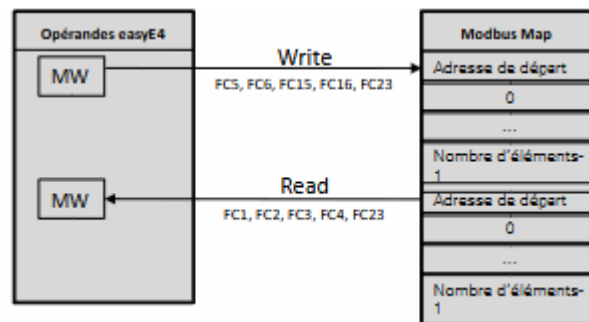 Opérandes easyE4
Modbus Map
MW
Write
FC5, FC6, FC15, FC16, FC23
Adresse de départ
0
...
Nombre d'éléments-
1
MW
Read
FC1, FC2, FC3, FC4, FC23
Adresse de départ
0
...
Nombre d'éléments-
1